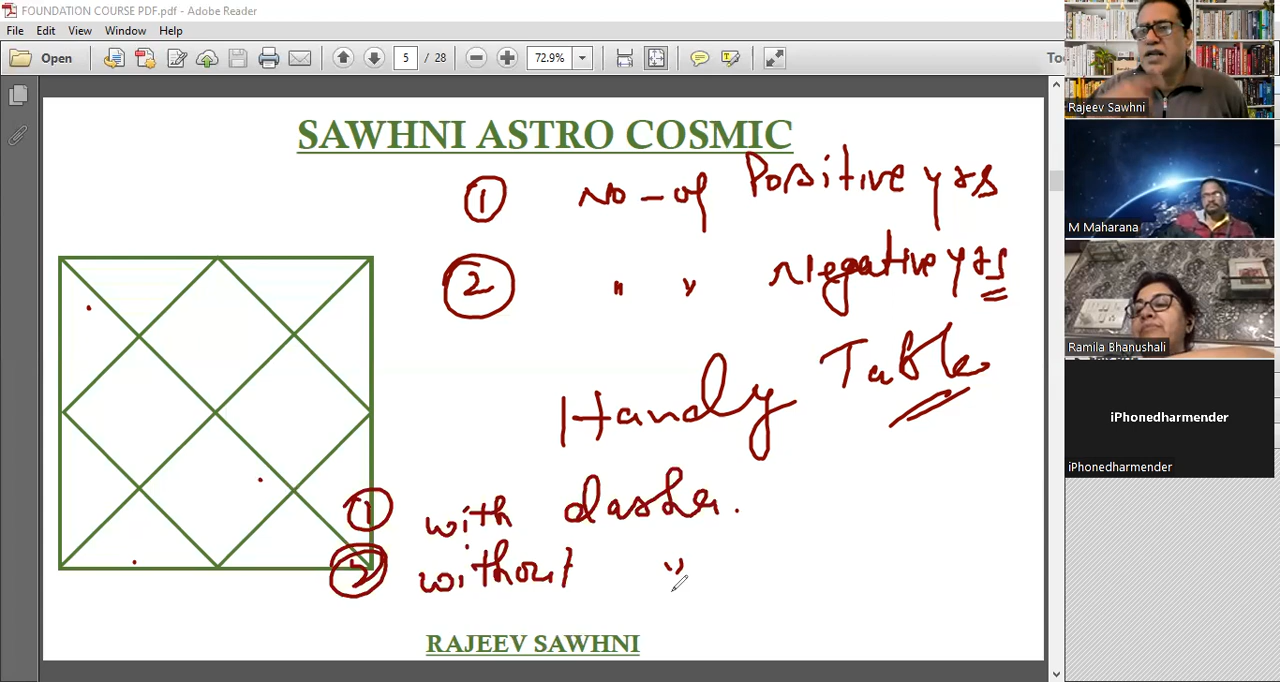 FOUNDATION COURSE PDF.pdf - Adobe Reader
File Edit View Window Help
Open 5 / 28 72.9%
SAWHNI ASTRO COSMIC
① No-of Positive yrs
② " " Negative yrs
Handy Table
① with dasha.
② without "
RAJEEV SAWHNI
Rajeev Sawhni
M Maharana
Ramila Bhanushali
iPhonedharmender
iPhonedharmender